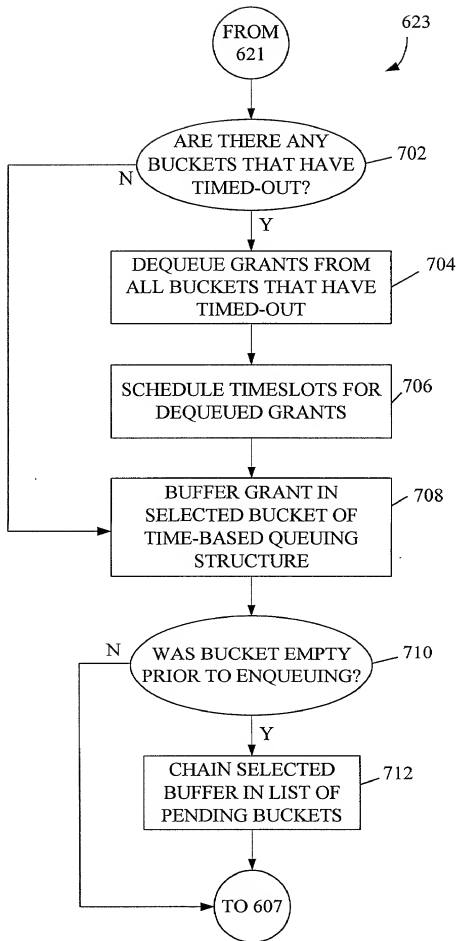 FROM
621
623
ARE THERE ANY
BUCKETS THAT HAVE
TIMED-OUT?
702
N
Y
DEQUEUE GRANTS FROM
ALL BUCKETS THAT HAVE
TIMED-OUT
704
SCHEDULE TIMESLOTS FOR
DEQUEUED GRANTS
706
BUFFER GRANT IN
SELECTED BUCKET OF
TIME-BASED QUEUING
STRUCTURE
708
N
WAS BUCKET EMPTY
PRIOR TO ENQUEUING?
710
Y
CHAIN SELECTED
BUFFER IN LIST OF
PENDING BUCKETS
712
TO 607